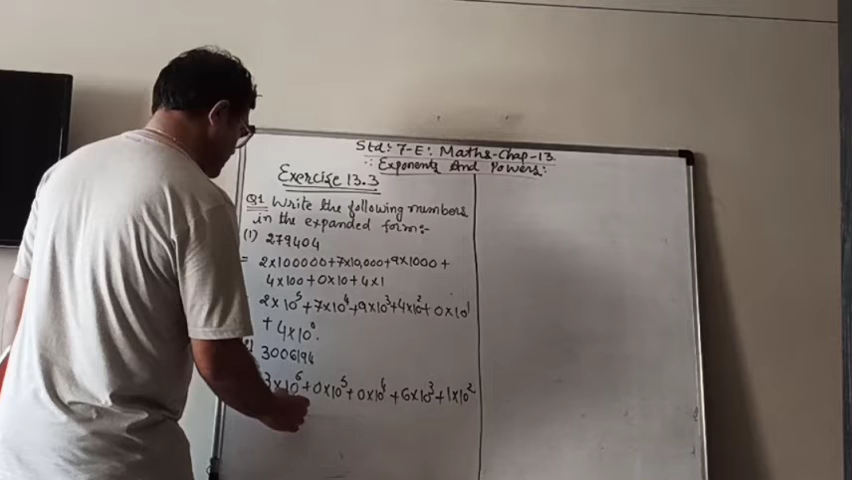 Std: 7-E: Maths-Chap-13.
∴ Exponents And Powers:
Exercise 13.3
Q1 Write the following numbers
in the expanded form:-
(1) 279404
= 2×100000+7×10,000+9×1000+
4×100+0×10+4×1
2×10⁵+7×10⁴+9×10³+4×10²+0×10¹
+ 4×10⁰.
3006194
3×10⁶+0×10⁵+0×10⁴+6×10³+1×10²